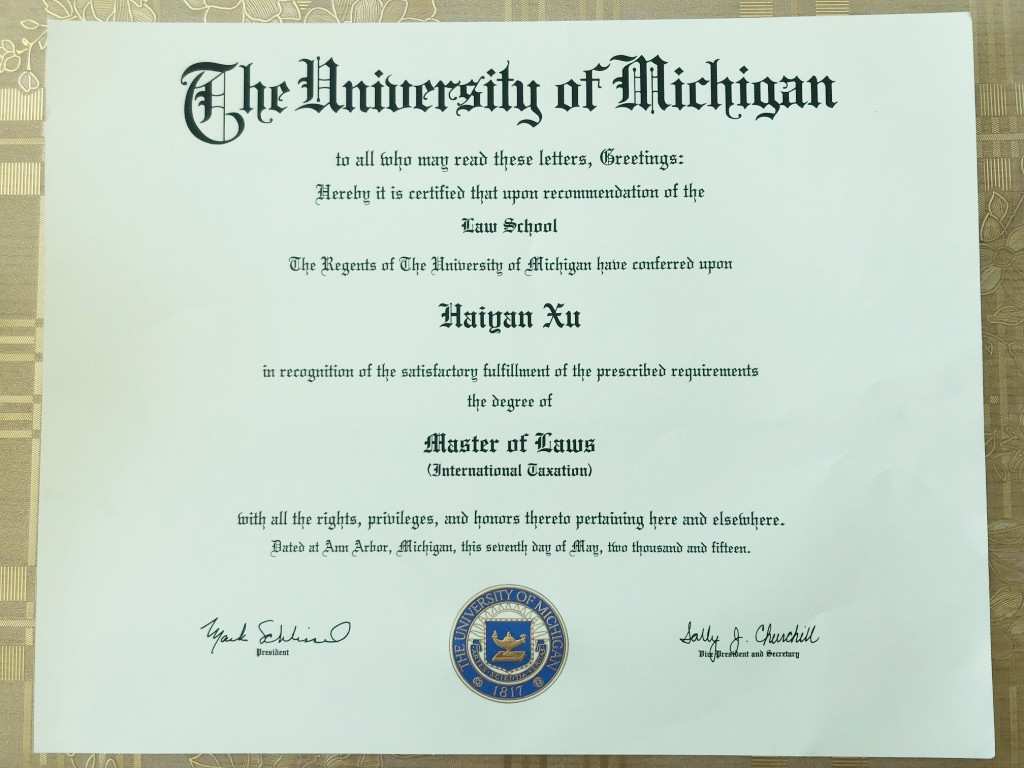 The University of Michigan
to all who may read these letters, Greetings:
Hereby it is certified that upon recommendation of the
Law School
The Regents of The University of Michigan have conferred upon
Haiyan Xu
in recognition of the satisfactory fulfillment of the prescribed requirements
the degree of
Master of Laws
(International Taxation)
with all the rights, privileges, and honors thereto pertaining here and elsewhere.
Dated at Ann Arbor, Michigan, this seventh day of May, two thousand and fifteen.
Mark Schlissel
President
THE UNIVERSITY OF MICHIGAN
1817
Sally J. Churchill
Vice President and Secretary